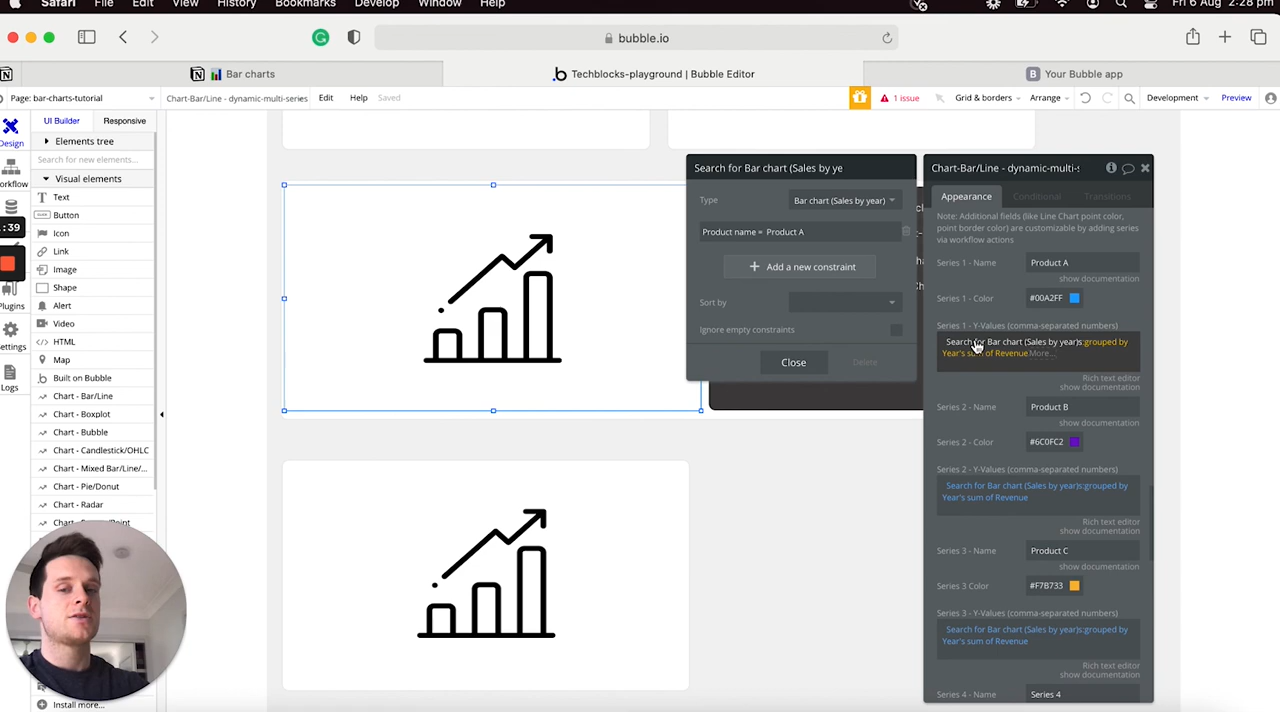 Safari File Edit View History Bookmarks Develop Window Help Fri 6 Aug 2:28 pm
bubble.io
Bar charts
Techblocks-playground | Bubble Editor
Your Bubble app
Page: bar-charts-tutorial
Chart-Bar/Line - dynamic-multi-series
Edit Help Saved
1 issue
Grid & borders
Arrange
Development
Preview
Design
UI Builder Responsive
Elements tree
Search for new elements...
Visual elements
Text
Button
Icon
Link
Image
Shape
Alert
Video
HTML
Map
Built on Bubble
Chart - Bar/Line
Chart - Boxplot
Chart - Bubble
Chart - Candlestick/OHLC
Chart - Mixed Bar/Line/...
Chart - Pie/Donut
Chart - Radar
Install more...
orkflow
:39
lugins
ettings
Logs
Search for Bar chart (Sales by ye
Type Bar chart (Sales by year)
Product name = Product A
Add a new constraint
Sort by
Ignore empty constraints
Close Delete
Chart-Bar/Line - dynamic-multi-s
Appearance Conditional Transitions
Note: Additional fields (like Line Chart point color,
point border color) are customizable by adding series
via workflow actions
Series 1 - Name Product A
show documentation
Series 1 - Color #00A2FF
Series 1 - Y-Values (comma-separated numbers)
Search for Bar chart (Sales by year)s:grouped by
Year's sum of Revenue More...
Rich text editor
show documentation
Series 2 - Name Product B
show documentation
Series 2 - Color #6C0FC2
Series 2 - Y-Values (comma-separated numbers)
Search for Bar chart (Sales by year)s:grouped by
Year's sum of Revenue
Rich text editor
show documentation
Series 3 - Name Product C
show documentation
Series 3 Color #F7B733
Series 3 - Y-Values (comma-separated numbers)
Search for Bar chart (Sales by year)s:grouped by
Year's sum of Revenue
Rich text editor
show documentation
Series 4 - Name Series 4